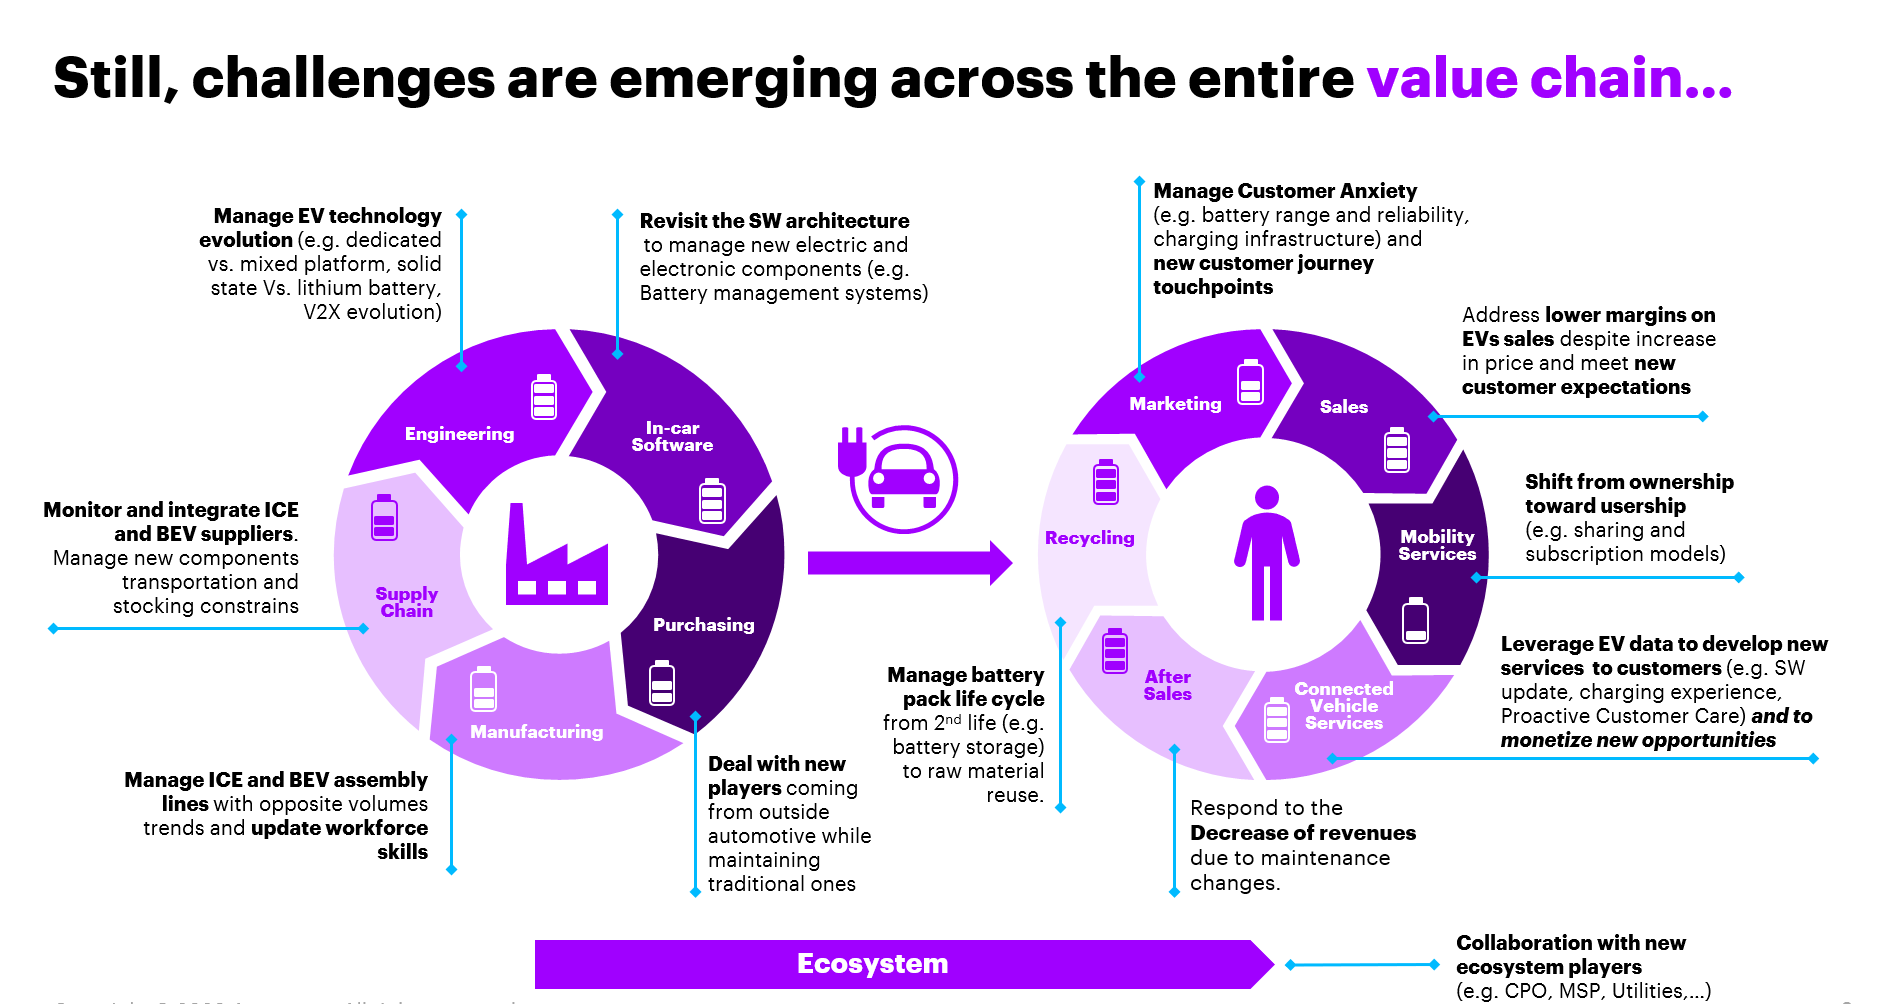 Still, challenges are emerging across the entire value chain...
Manage EV technology
evolution (e.g. dedicated
vs. mixed platform, solid
state Vs. lithium battery,
V2X evolution)
Revisit the SW architecture
to manage new electric and
electronic components (e.g.
Battery management systems)
Manage Customer Anxiety
(e.g. battery range and reliability,
charging infrastructure) and
new customer journey
touchpoints
Address lower margins on
EVs sales despite increase
in price and meet new
customer expectations
Engineering
In-car
Software
Marketing
Sales
Monitor and integrate ICE
and BEV suppliers.
Manage new components
transportation and
stocking constrains
Supply
Chain
Purchasing
Manufacturing
Recycling
Mobility
Services
After
Sales
Connected
Vehicle
Services
Shift from ownership
toward usership
(e.g. sharing and
subscription models)
Leverage EV data to develop new
services  to customers (e.g. SW
update, charging experience,
Proactive Customer Care) and to
monetize new opportunities
Manage battery
pack life cycle
from 2nd life (e.g.
battery storage)
to raw material
reuse.
Manage ICE and BEV assembly
lines with opposite volumes
trends and update workforce
skills
Deal with new
players coming
from outside
automotive while
maintaining
traditional ones
Respond to the
Decrease of revenues
due to maintenance
changes.
Ecosystem
Collaboration with new
ecosystem players
(e.g. CPO, MSP, Utilities,...)